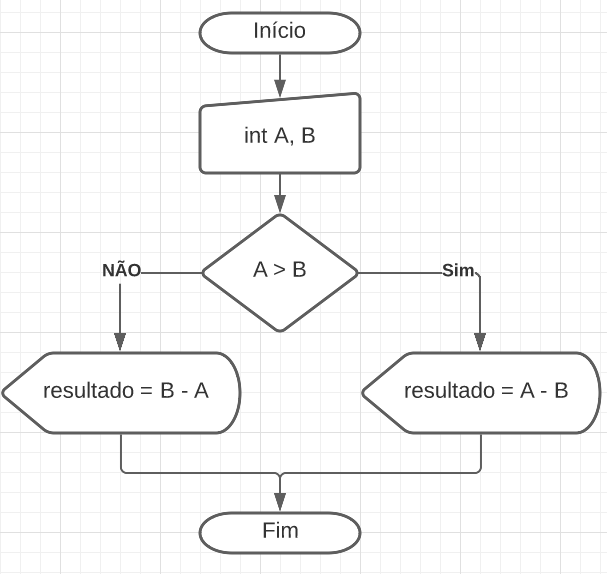 Início
int A, B
A > B
NÃO
Sim
resultado = B - A
resultado = A - B
Fim